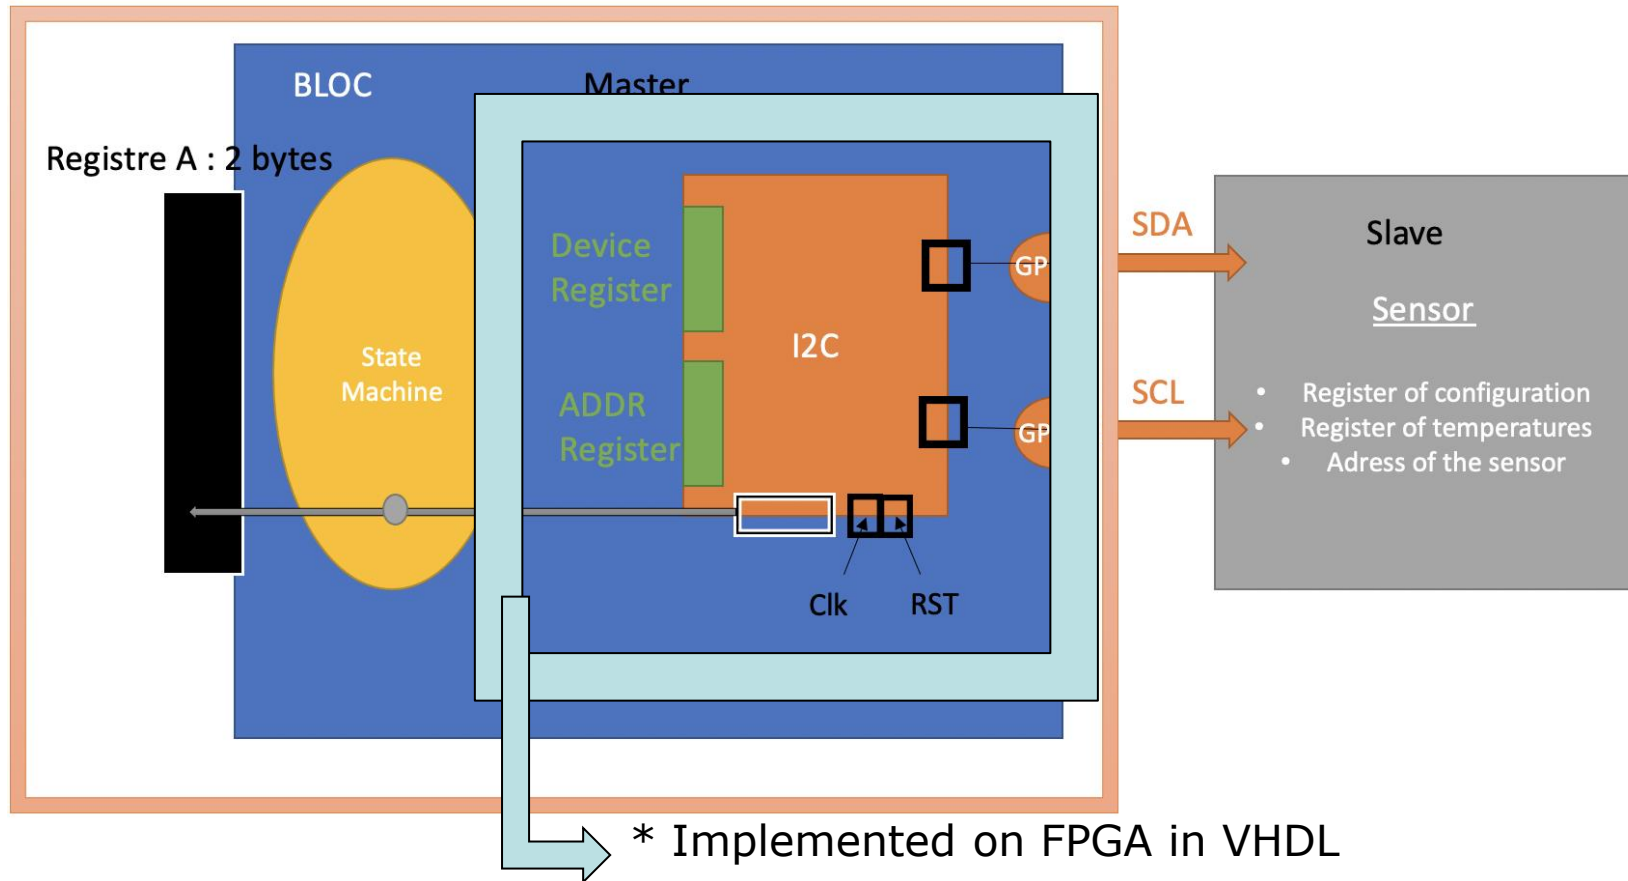 BLOC
Master
Registre A : 2 bytes
Device
Register
ADDR
Register
State
Machine
I2C
GP
GP
Clk
RST
SDA
SCL
Slave
Sensor
• Register of configuration
• Register of temperatures
• Adress of the sensor
* Implemented on FPGA in VHDL